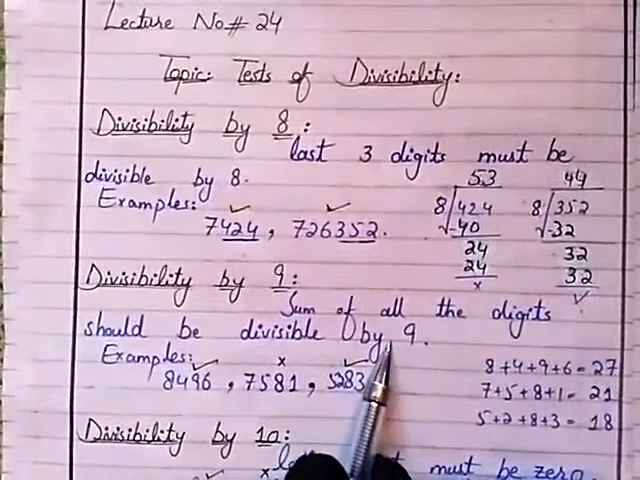 Lecture No# 24
Topic: Tests of Divisibility:
Divisibility by 8:
last 3 digits must be
divisible by 8.
Examples:
7424, 726352.
53
8/424
-40
24
24
x
44
8/352
-32
32
32
✓
Divisibility by 9:
Sum of all the digits
should be divisible by 9.
Examples:
8496, 7581, 5283
8+4+9+6=27
7+5+8+1=21
5+2+8+3=18
Divisibility by 10:
must be zero.